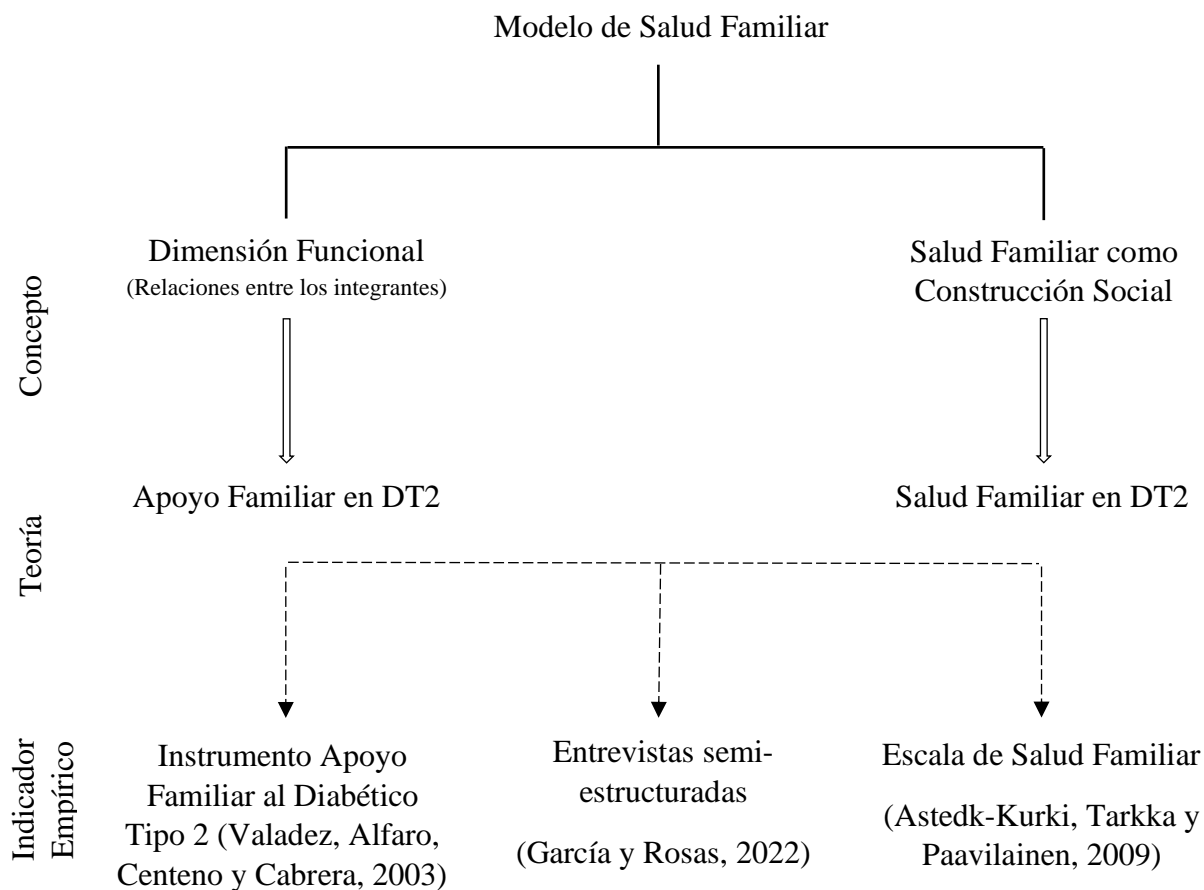 Modelo de Salud Familiar
Concepto
Dimensión Funcional
(Relaciones entre los integrantes)
Salud Familiar como
Construcción Social
Teoría
Apoyo Familiar en DT2
Salud Familiar en DT2
Indicador
Empírico
Instrumento Apoyo
Familiar al Diabético
Tipo 2 (Valadez, Alfaro,
Centeno y Cabrera, 2003)
Entrevistas semi-
estructuradas
(García y Rosas, 2022)
Escala de Salud Familiar
(Astedk-Kurki, Tarkka y
Paavilainen, 2009)